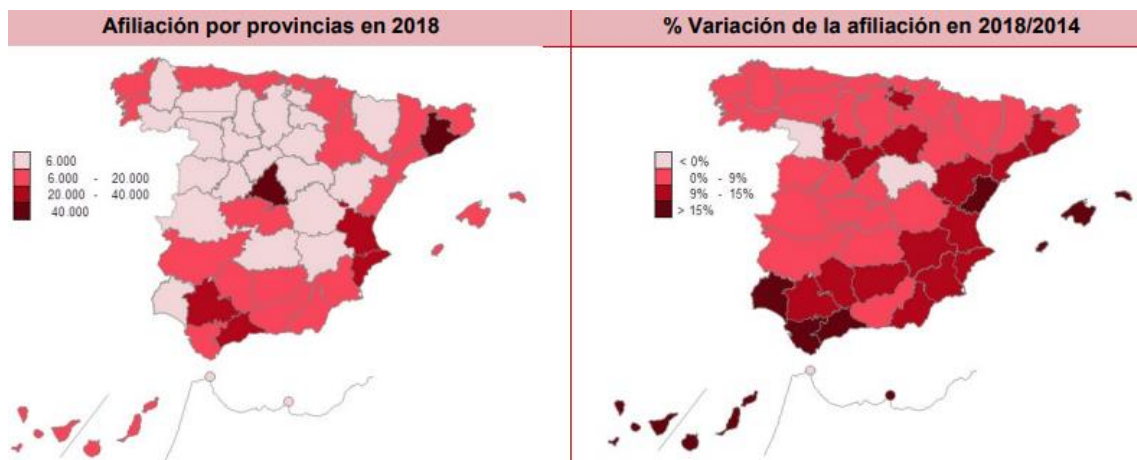 Afiliación por provincias en 2018
% Variación de la afiliación en 2018/2014
6.000
6.000 - 20.000
20.000 - 40.000
40.000
< 0%
0% - 9%
9% - 15%
> 15%